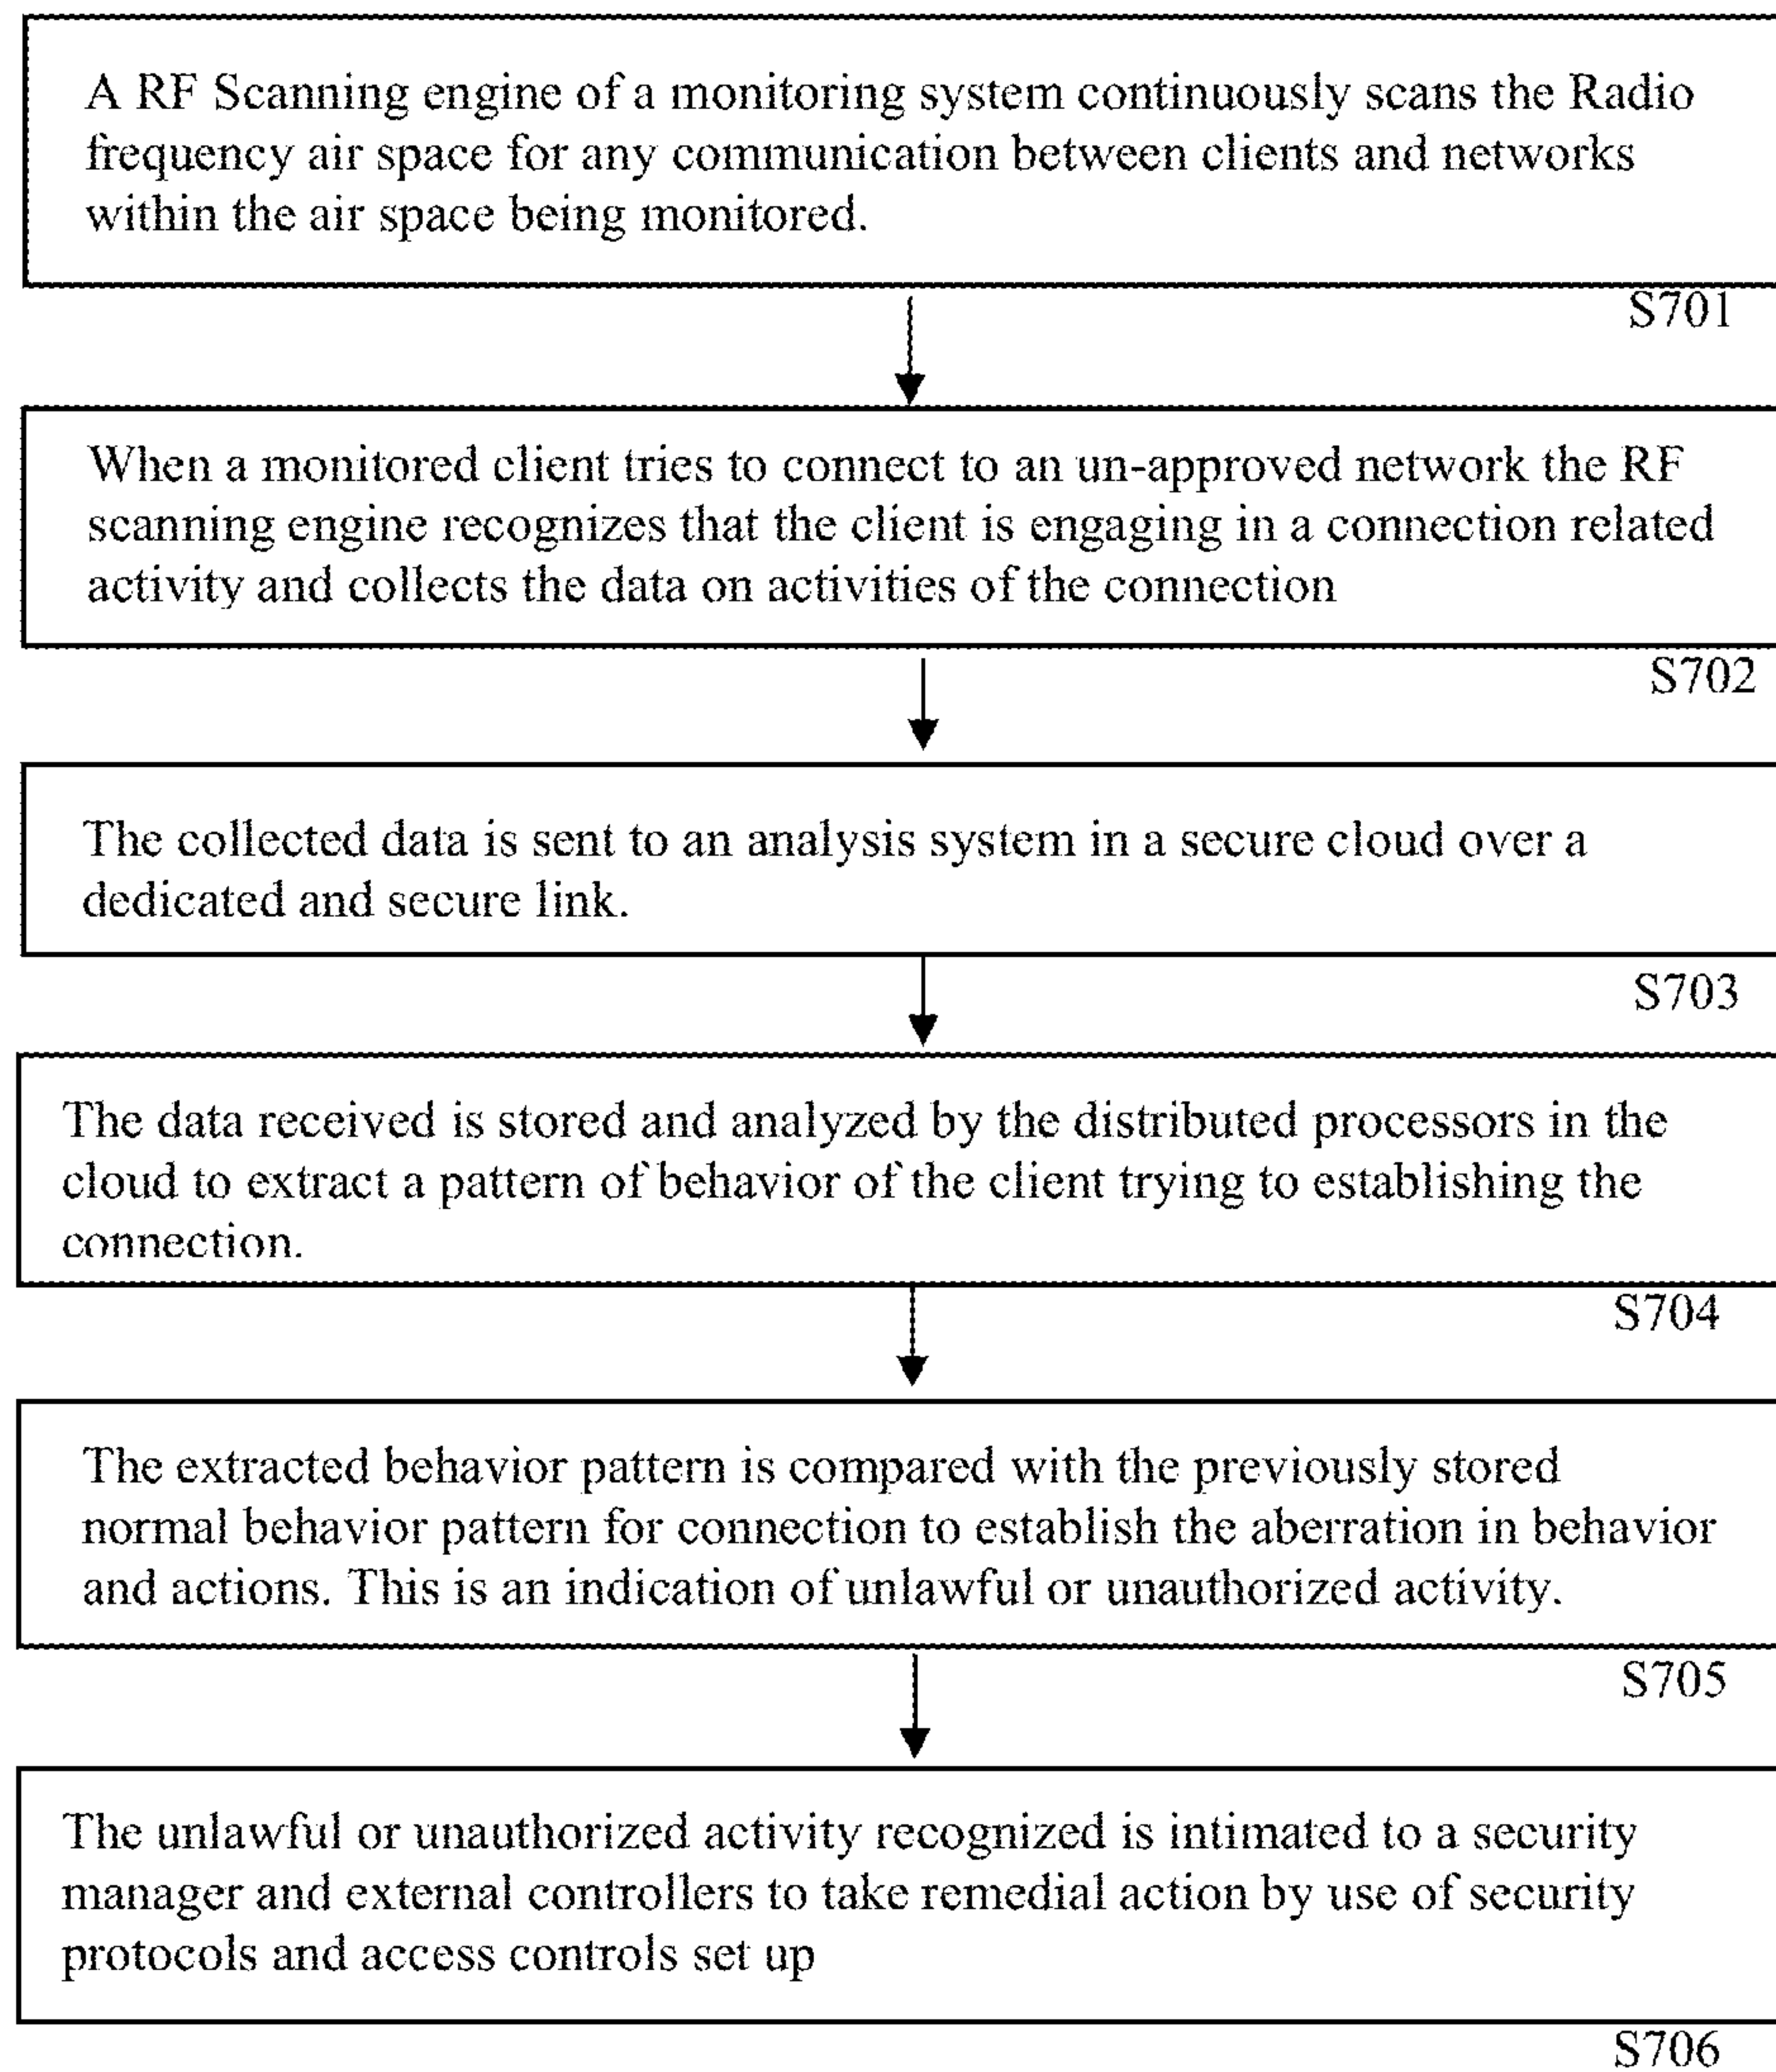 A RF Scanning engine of a monitoring system continuously scans the Radio
frequency air space for any communication between clients and networks
within the air space being monitored.
S701
When a monitored client tries to connect to an un-approved network the RF
scanning engine recognizes that the client is engaging in a connection related
activity and collects the data on activities of the connection
S702
The collected data is sent to an analysis system in a secure cloud over a
dedicated and secure link.
S703
The data received is stored and analyzed by the distributed processors in the
cloud to extract a pattern of behavior of the client trying to establishing the
connection.
S704
The extracted behavior pattern is compared with the previously stored
normal behavior pattern for connection to establish the aberration in behavior
and actions. This is an indication of unlawful or unauthorized activity.
S705
The unlawful or unauthorized activity recognized is intimated to a security
manager and external controllers to take remedial action by use of security
protocols and access controls set up
S706